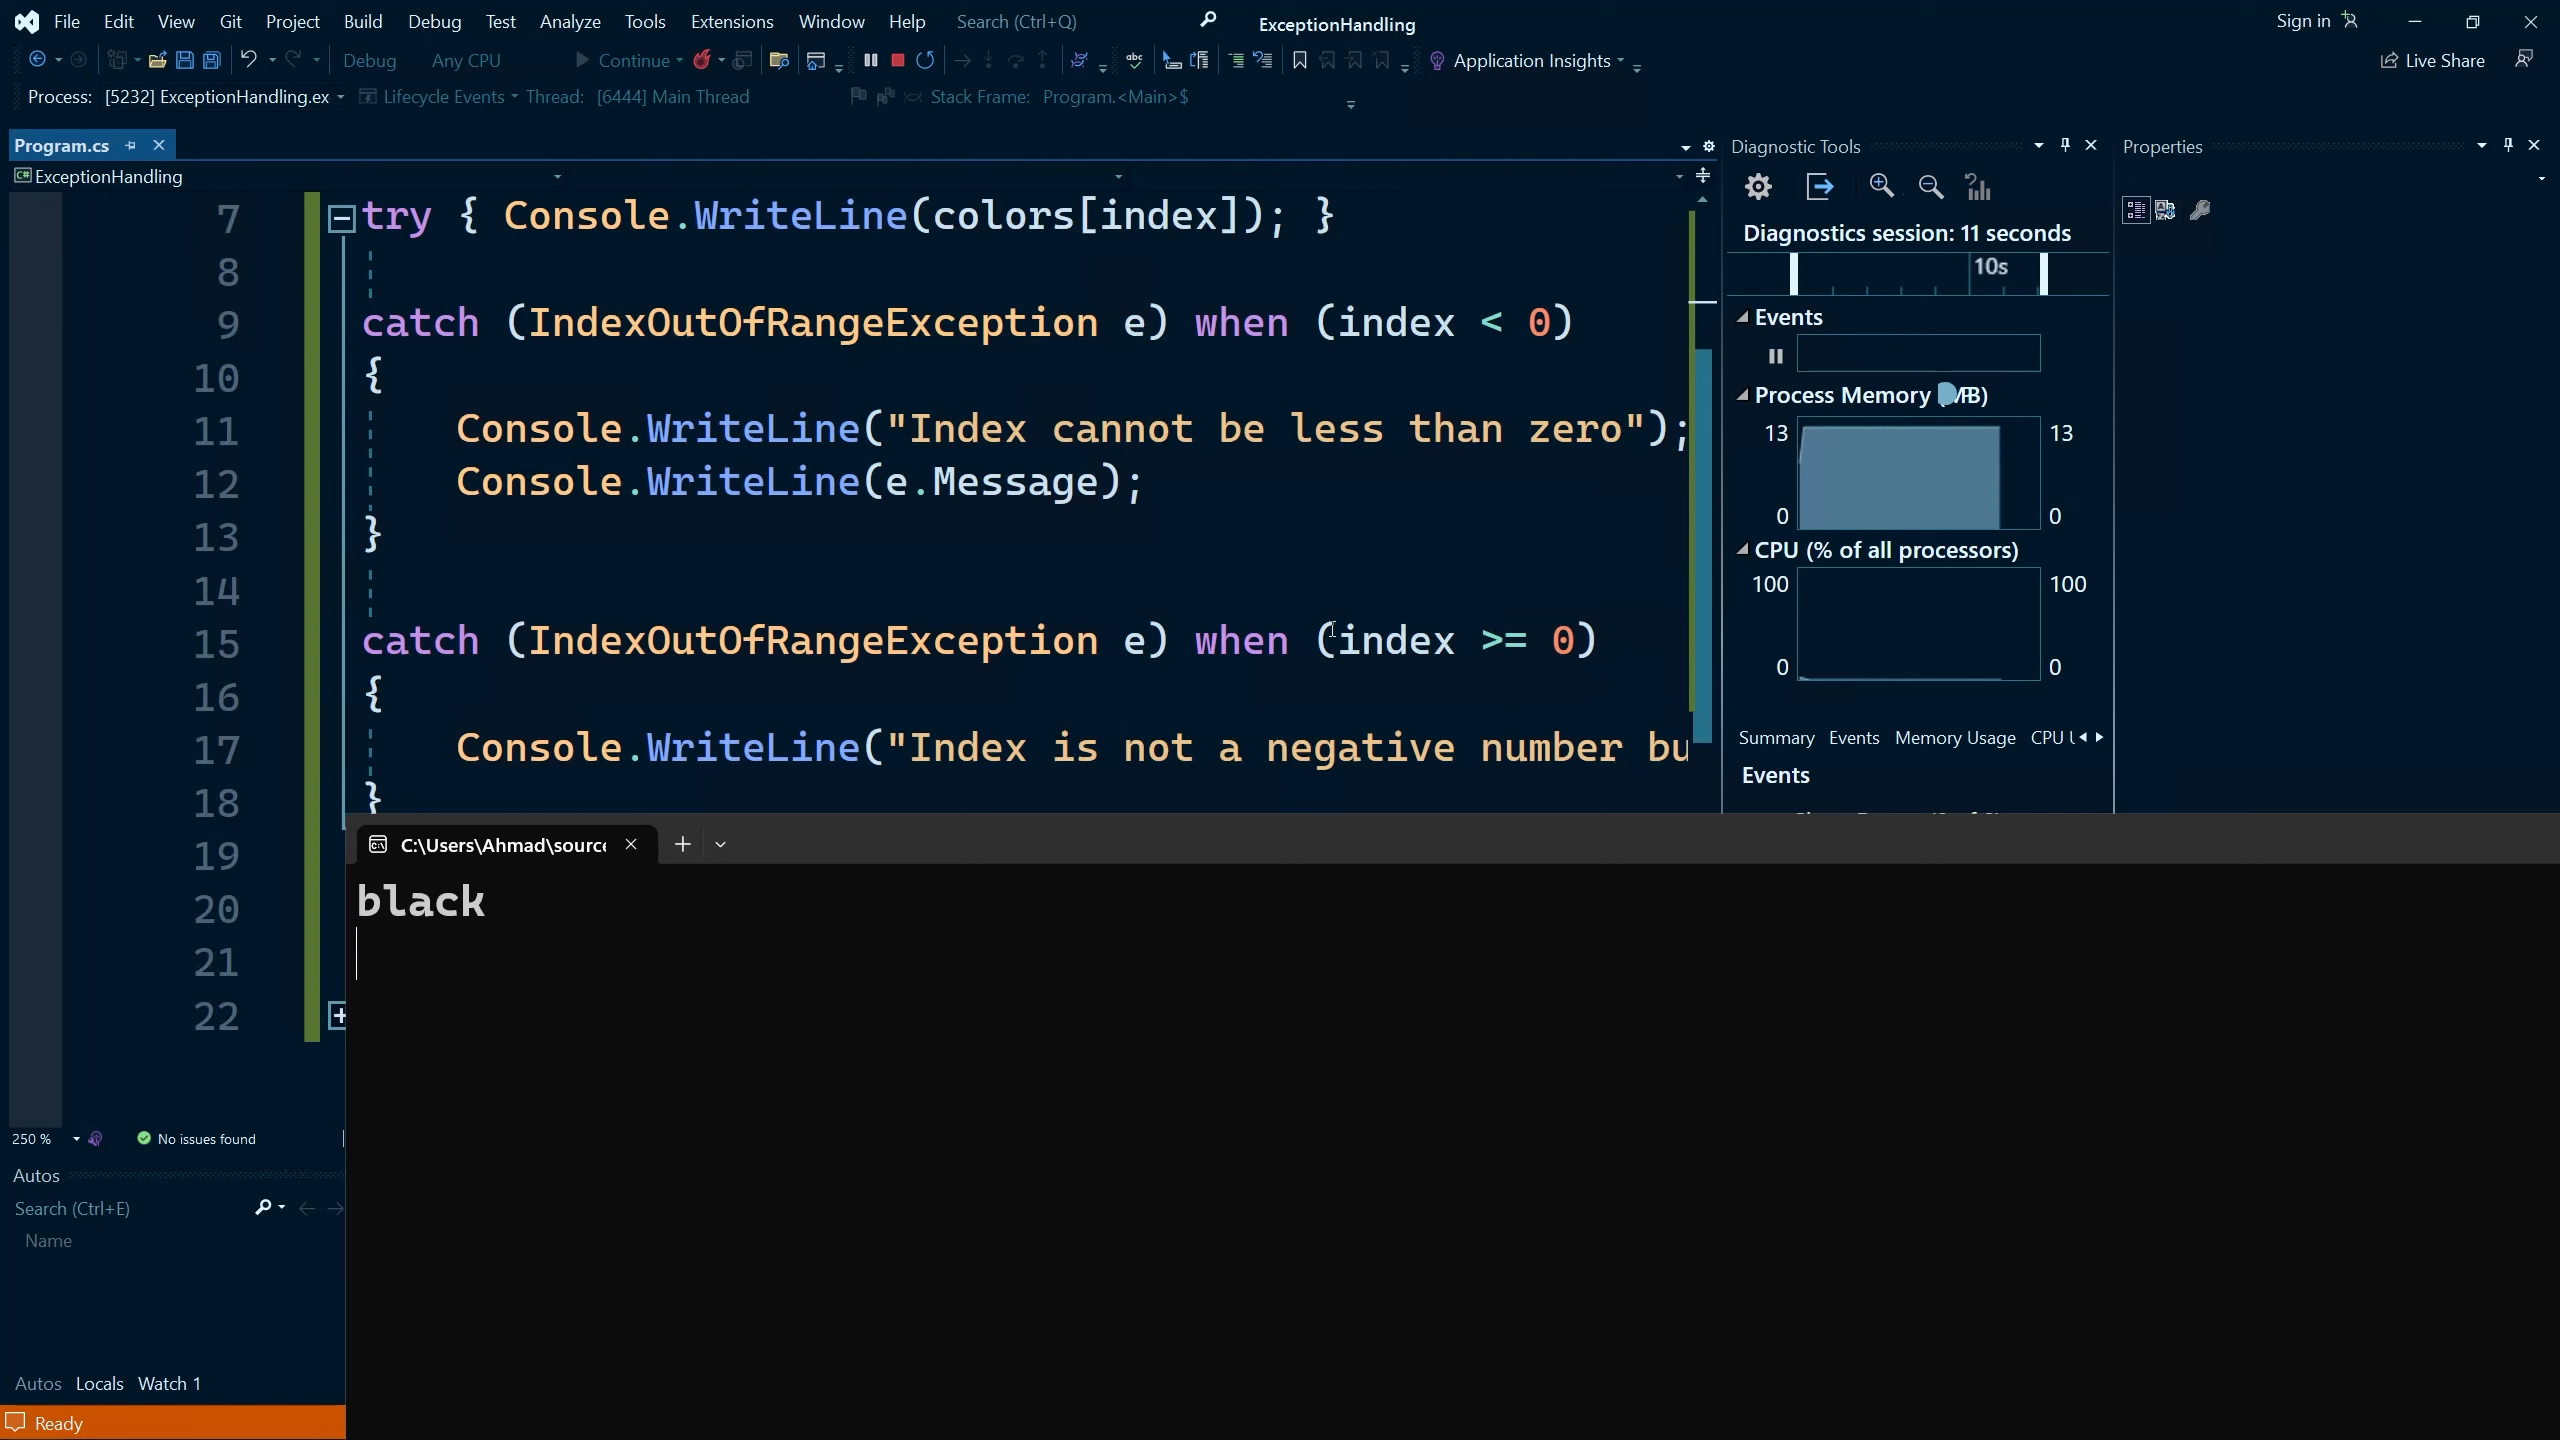 File Edit View Git Project Build Debug Test Analyze Tools Extensions Window Help Search (Ctrl+Q) ExceptionHandling Sign in
Debug Any CPU Continue Application Insights Live Share
Process: [5232] ExceptionHandling.ex Lifecycle Events Thread: [6444] Main Thread Stack Frame: Program.<Main>$
Program.cs
ExceptionHandling
7 try { Console.WriteLine(colors[index]); }
8
9 catch (IndexOutOfRangeException e) when (index < 0)
10 {
11 Console.WriteLine("Index cannot be less than zero");
12 Console.WriteLine(e.Message);
13 }
14
15 catch (IndexOutOfRangeException e) when (index >= 0)
16 {
17 Console.WriteLine("Index is not a negative number bu
18 }
19
20
21
22
250 % No issues found
Autos
Search (Ctrl+E)
Name
Autos Locals Watch 1
Ready
Diagnostic Tools
Diagnostics session: 11 seconds
10s
Events
Process Memory
13 13
0 0
CPU (% of all processors)
100 100
0 0
Summary Events Memory Usage CPU
Events
Properties
C:\Users\Ahmad\source
black